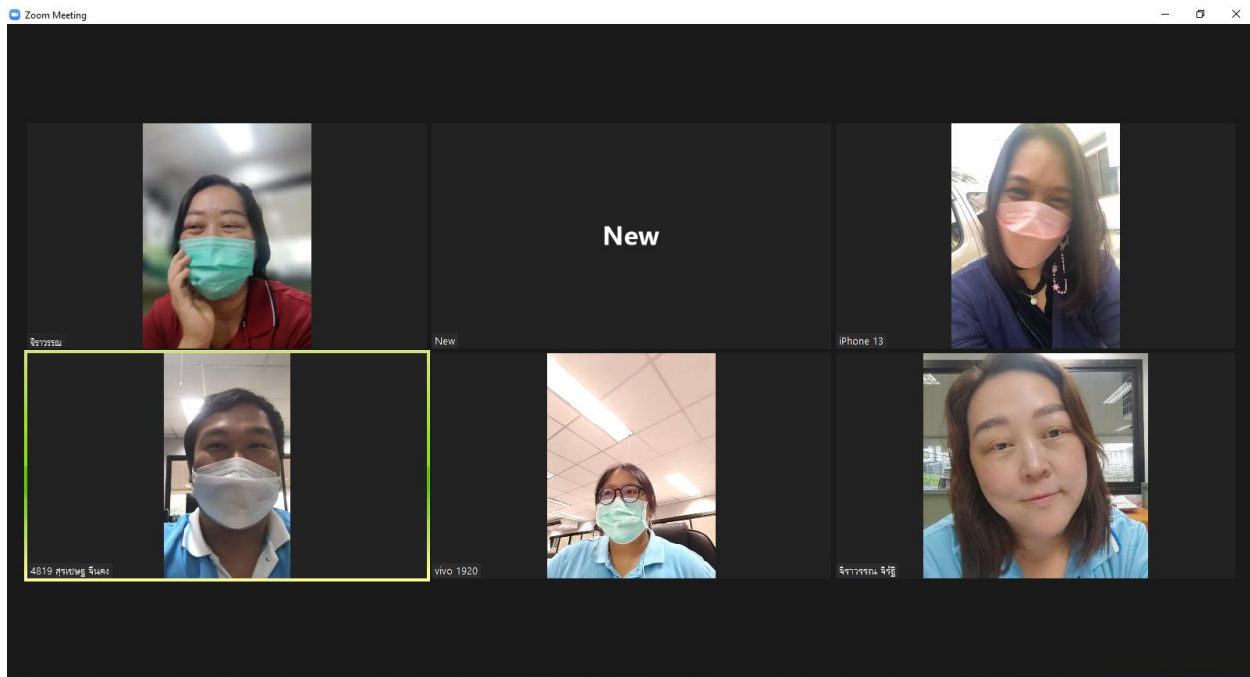 Zoom Meeting
New
จิราวรรณ
New
iPhone 13
4819 สุรเชษฐ จีนคง
vivo 1920
จิราวรรณ จิรัฐิ